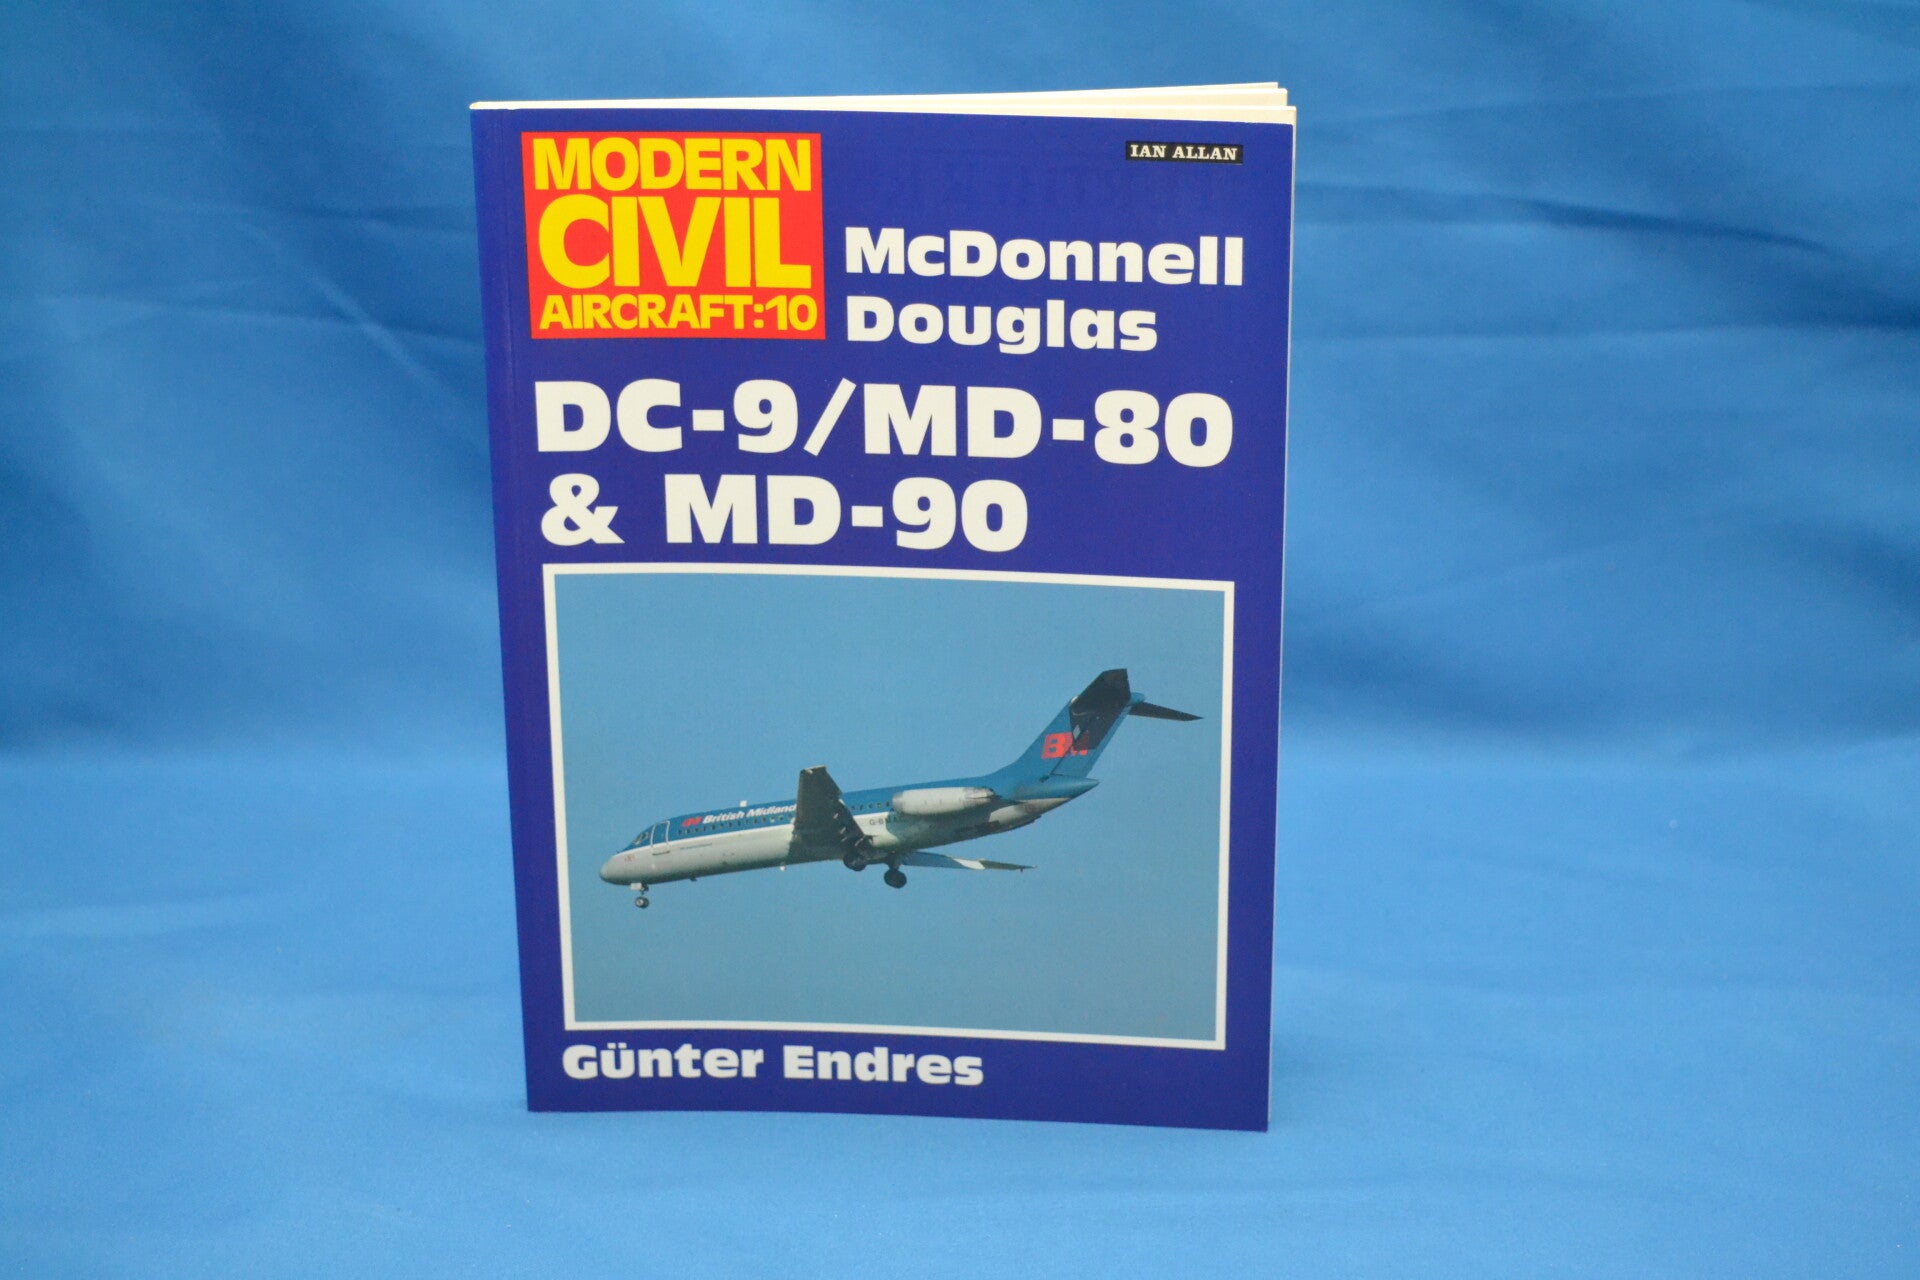 MODERN
CIVIL
AIRCRAFT:10
IAN ALLAN
McDonnell
Douglas
DC-9/MD-80
& MD-90
British Midland
Günter Endres